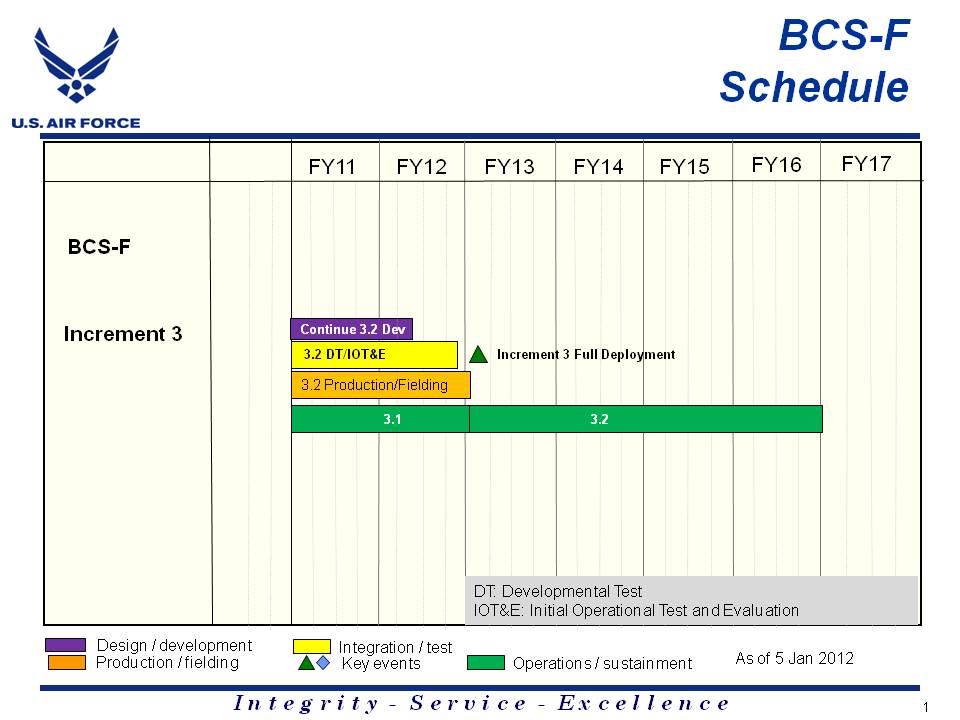 BCS-F
Schedule
U.S. AIR FORCE
FY11 FY12 FY13 FY14 FY15 FY16 FY17
BCS-F
Increment 3
Continue 3.2 Dev
3.2 DT/IOT&E
Increment 3 Full Deployment
3.2 Production/Fielding
3.1 3.2
DT: Developmental Test
IOT&E: Initial Operational Test and Evaluation
Design / development
Integration / test
Production / fielding
Key events
Operations / sustainment
As of 5 Jan 2012
Integrity - Service - Excellence
1